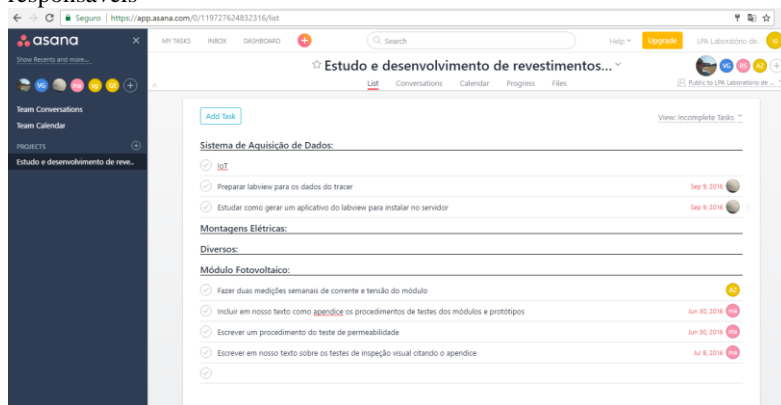 responsáveis
Seguro | https://app.asana.com/0/119727624832316/list
asana
MY TASKS INBOX DASHBOARD Search Help Upgrade LPA Laboratório de..
Show Recents and more...
Estudo e desenvolvimento de revestimentos...
VG RS AZ
List Conversations Calendar Progress Files
Public to LPA Laboratório de ...
Team Conversations
Team Calendar
PROJECTS
Estudo e desenvolvimento de reve..
Add Task
View: Incomplete Tasks
Sistema de Aquisição de Dados:
IoT
Preparar labview para os dados do tracer Sep 9, 2016
Estudar como gerar um aplicativo do labview para instalar no servidor Sep 9, 2016
Montagens Elétricas:
Diversos:
Módulo Fotovoltaico:
Fazer duas medições semanais de corrente e tensão do módulo AZ
Incluir em nosso texto como apendice os procedimentos de testes dos módulos e protótipos Jun 30, 2016 ma
Escrever um procedimento do teste de permeabilidade Jun 30, 2016 ma
Escrever em nosso texto sobre os testes de inspeção visual citando o apendice Jul 8, 2016 ma